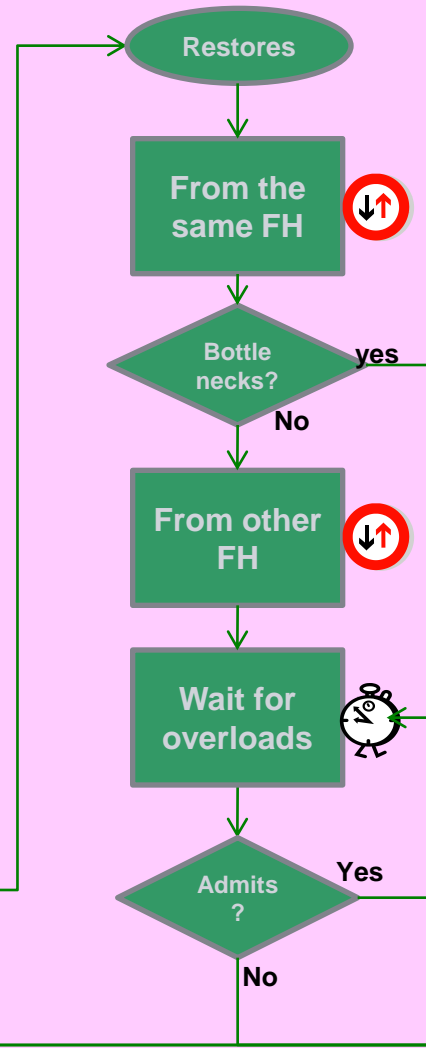 Restores
From the
same FH
Bottle
necks?
yes
No
From other
FH
Wait for
overloads
Admits
?
Yes
No